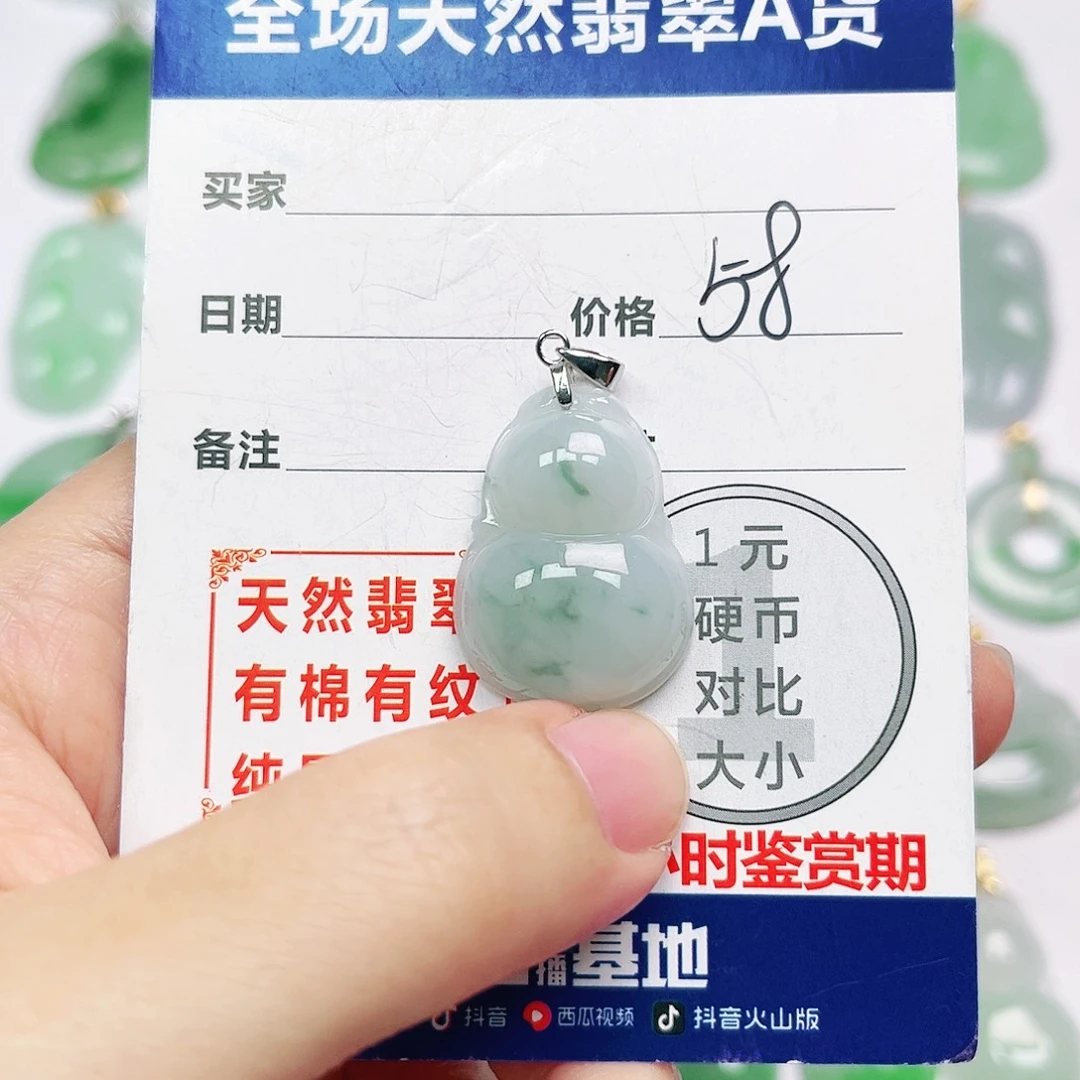 全场天然翡翠A货
买家
日期
价格 58
备注
天然翡翠
有棉有纹
1元
硬币
对比
大小
时鉴赏期
播基地
抖音 西瓜视频 抖音火山版